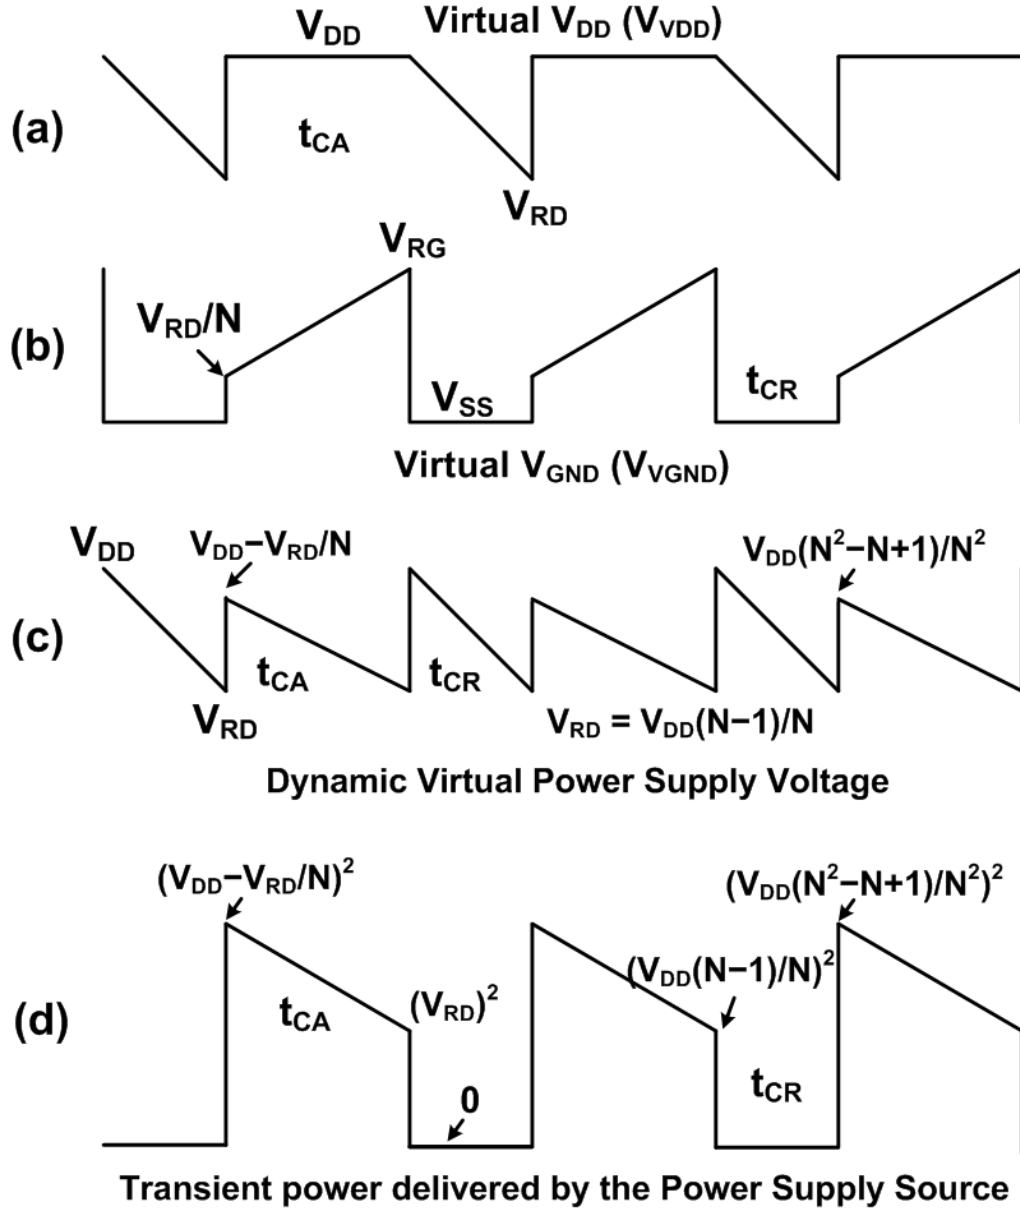 V_DD Virtual V_DD (V_VDD)
(a)
t_CA
V_RD
V_RG
V_RD/N
(b)
t_CR
V_SS
Virtual V_GND (V_VGND)
V_DD V_DD−V_RD/N V_DD(N²−N+1)/N²
(c)
t_CA t_CR
V_RD V_RD = V_DD(N−1)/N
Dynamic Virtual Power Supply Voltage
(V_DD−V_RD/N)² (V_DD(N²−N+1)/N²)²
(V_DD(N−1)/N)²
(d) t_CA (V_RD)²
0 t_CR
Transient power delivered by the Power Supply Source